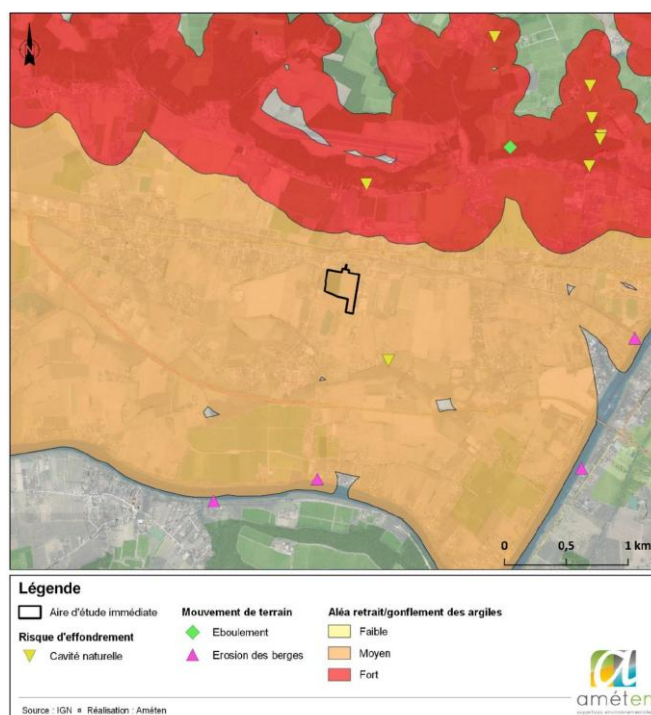 N
0 0,5 1 km
Légende
Aire d'étude immédiate
Risque d'effondrement
Cavité naturelle
Mouvement de terrain
Eboulement
Erosion des berges
Aléa retrait/gonflement des argiles
Faible
Moyen
Fort
améten
Source : IGN ¤ Réalisation : Améten